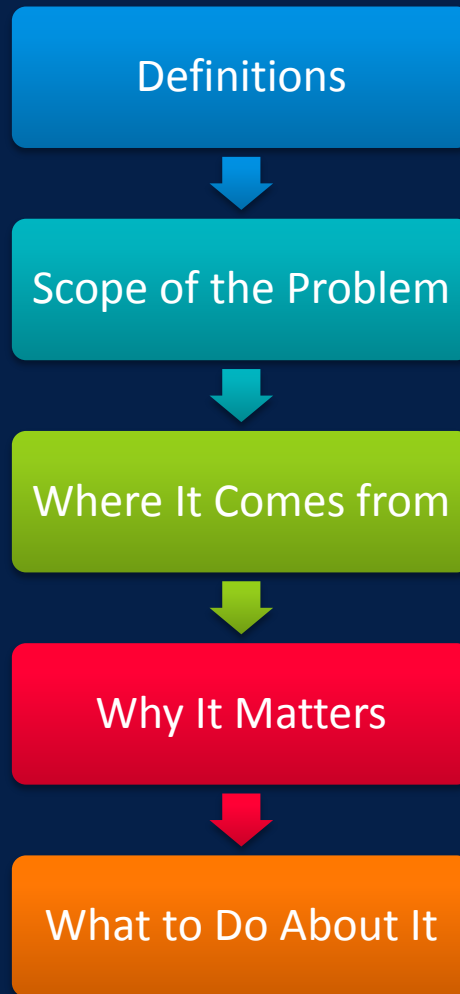 Definitions
Scope of the Problem
Where It Comes from
Why It Matters
What to Do About It